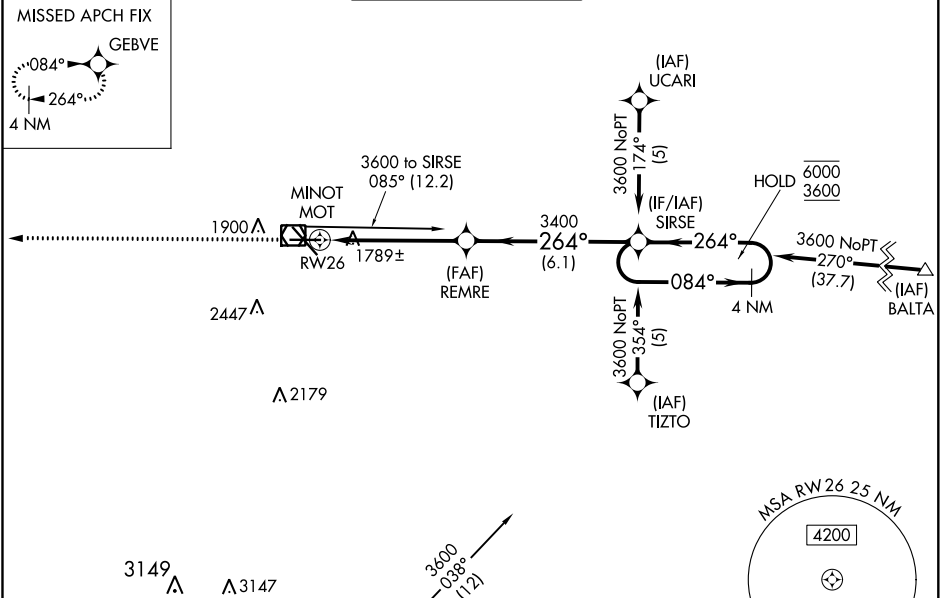 MISSED APCH FIX
GEBVE
084°
264°
4 NM
(IAF)
UCARI
3600 NoPT
174°
(5)
3600 to SIRSE
085° (12.2)
HOLD
6000
3600
MINOT
MOT
(IF/IAF)
SIRSE
1900
3400
264°
(6.1)
264°
3600 NoPT
270°
(37.7)
RW26
1789±
(FAF)
REMRE
084°
4 NM
(IAF)
BALTA
2447
3600 NoPT
354°
(5)
2179
(IAF)
TIZTO
MSA RW26 25 NM
4200
3600
038°
(12)
3149
3147